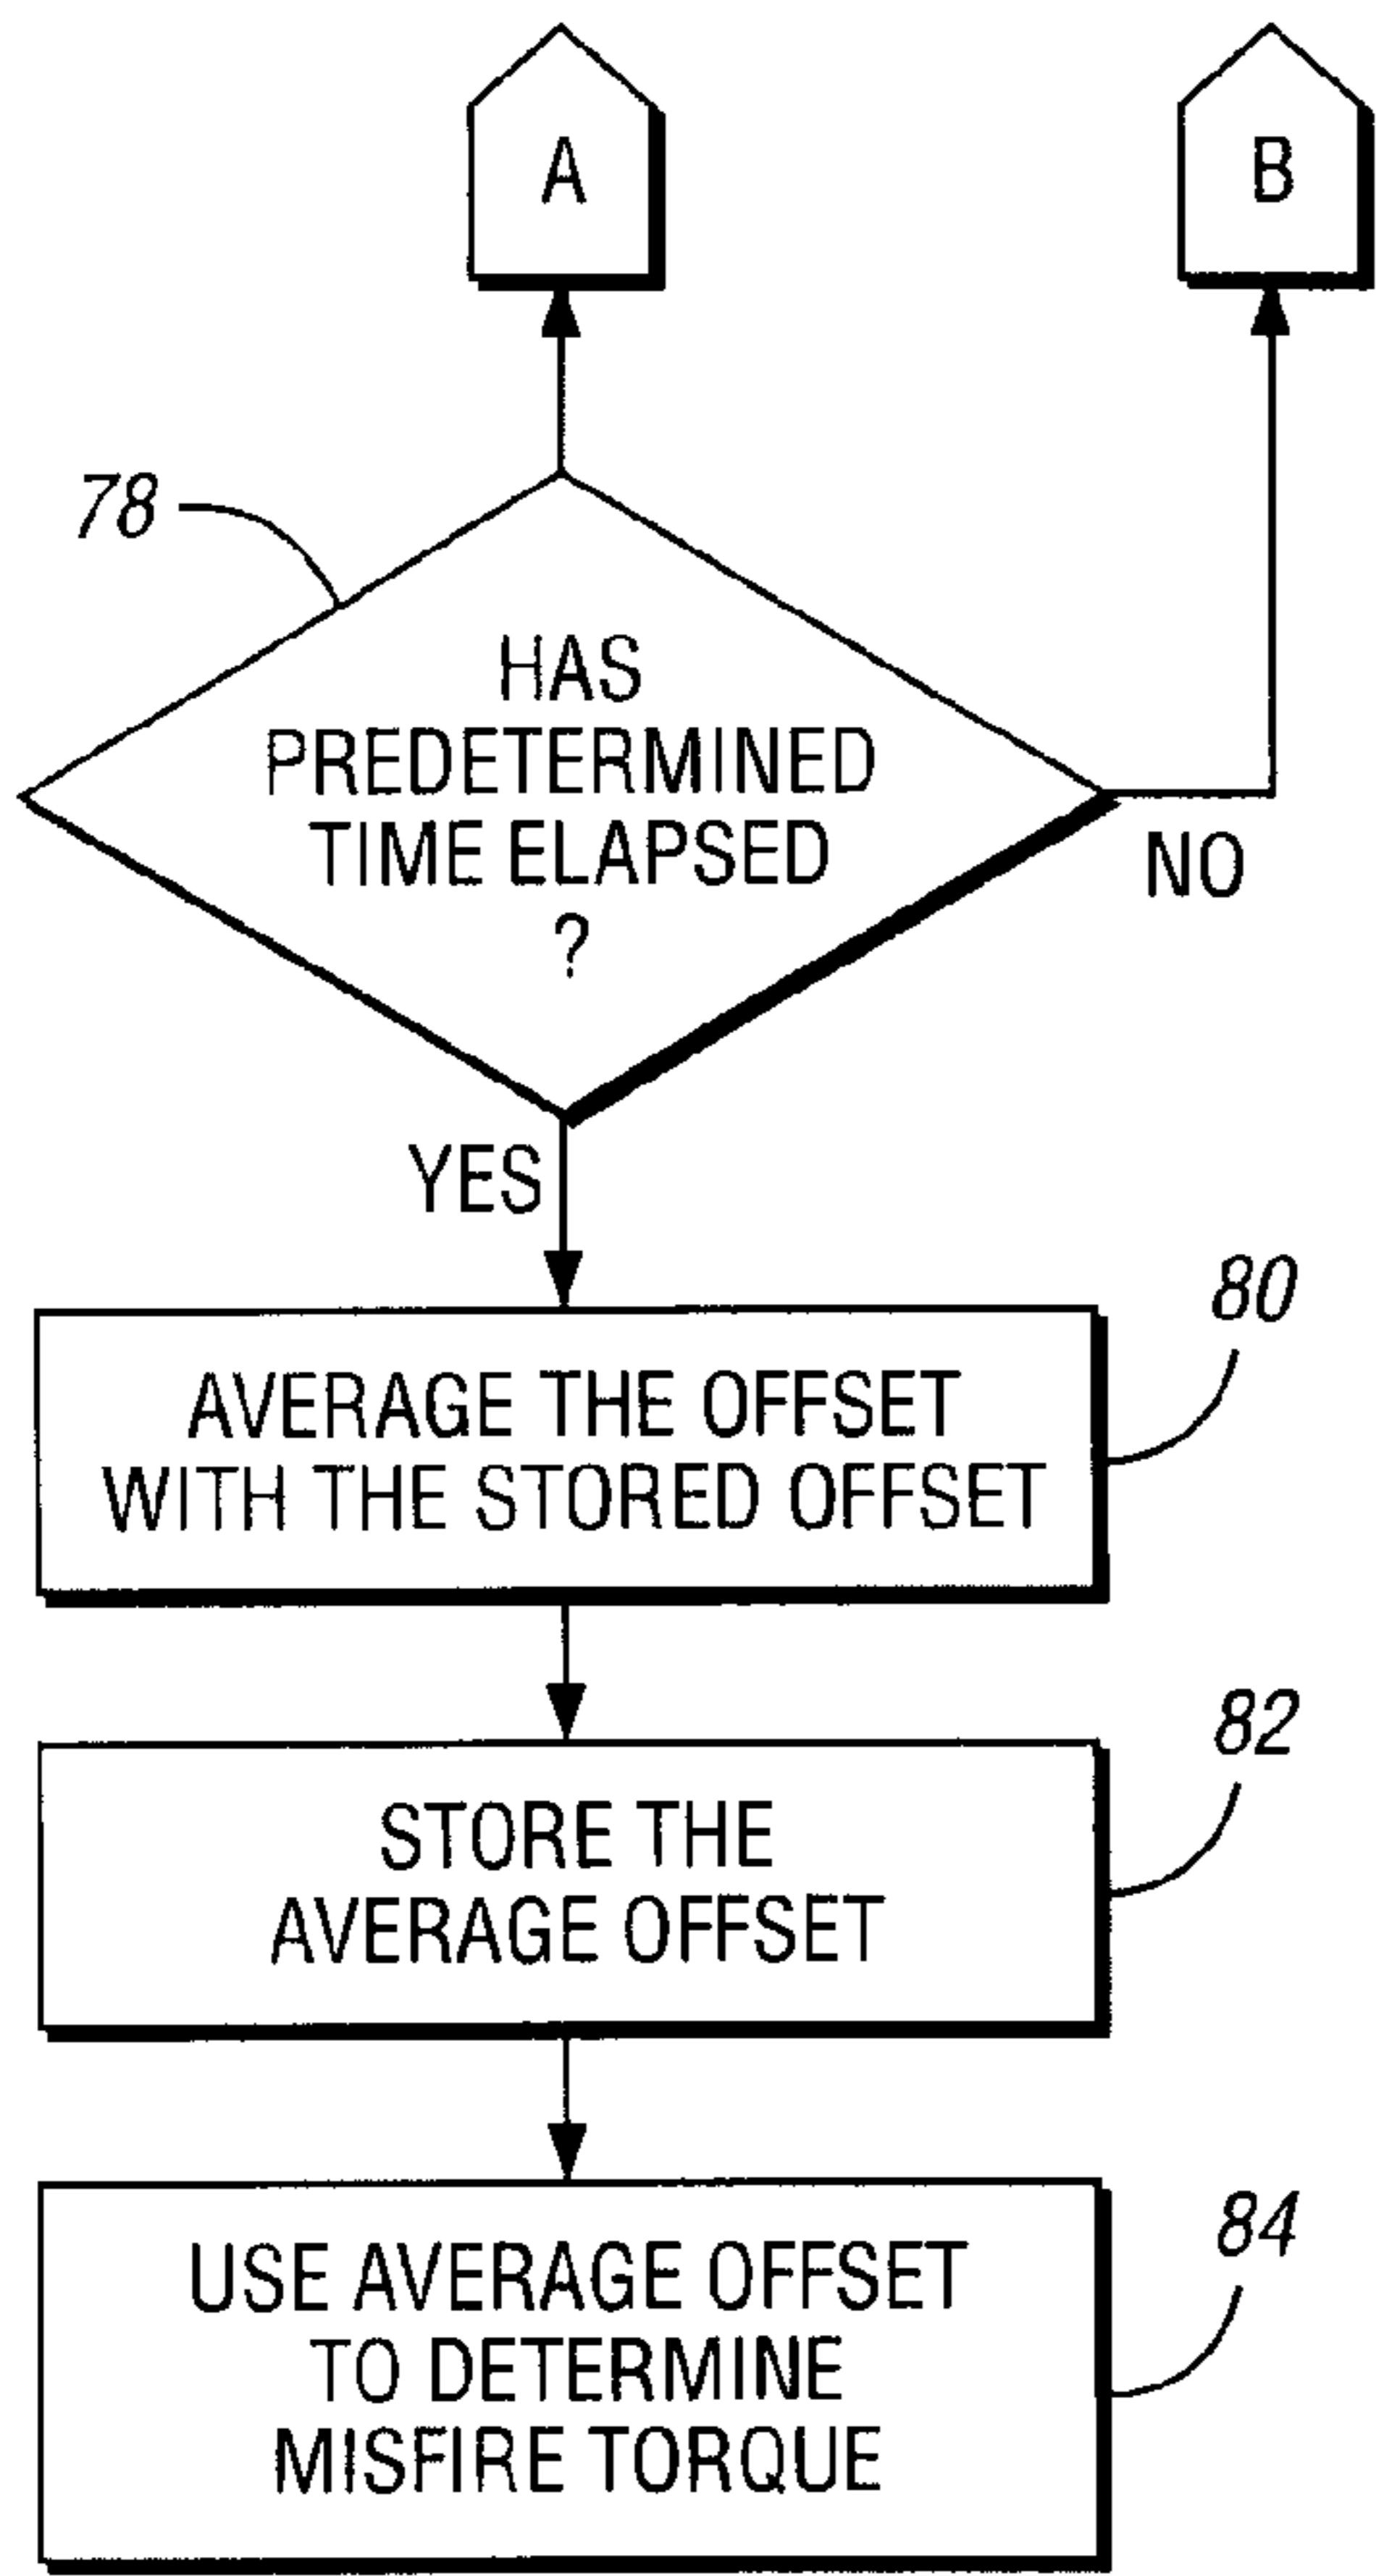 A
B
78
HAS
PREDETERMINED
TIME ELAPSED
?
NO
YES
80
AVERAGE THE OFFSET
WITH THE STORED OFFSET
82
STORE THE
AVERAGE OFFSET
84
USE AVERAGE OFFSET
TO DETERMINE
MISFIRE TORQUE